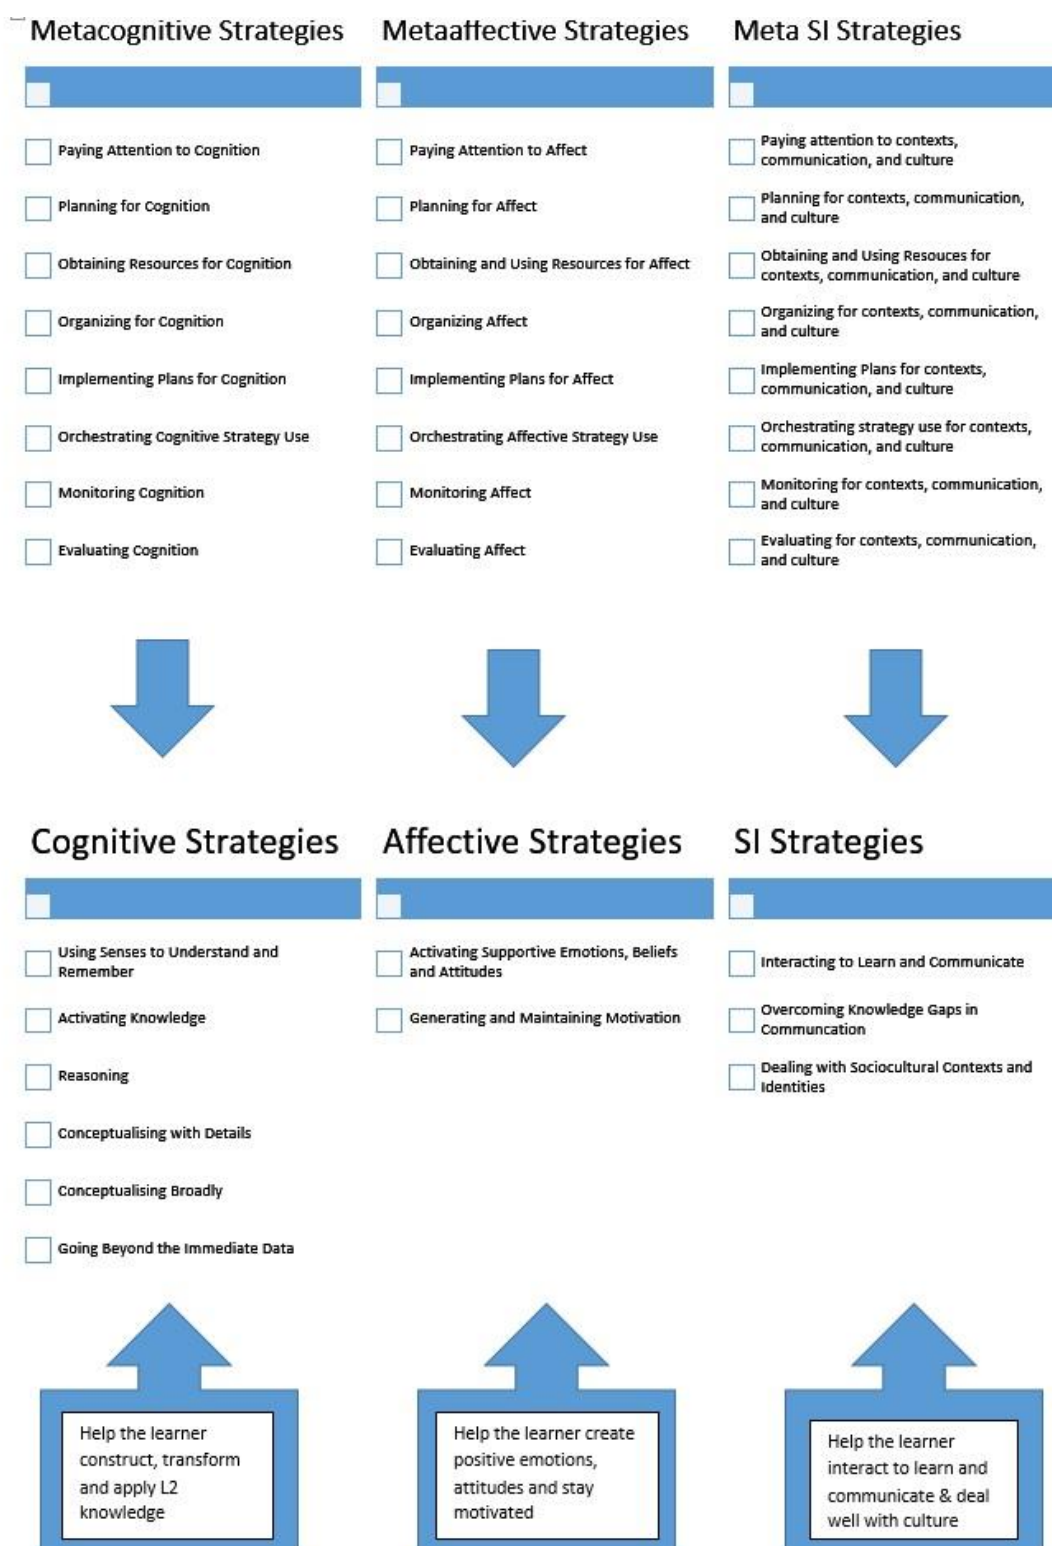 Metacognitive Strategies
Paying Attention to Cognition
Planning for Cognition
Obtaining Resources for Cognition
Organizing for Cognition
Implementing Plans for Cognition
Orchestrating Cognitive Strategy Use
Monitoring Cognition
Evaluating Cognition
Metaaffective Strategies
Paying Attention to Affect
Planning for Affect
Obtaining and Using Resources for Affect
Organizing Affect
Implementing Plans for Affect
Orchestrating Affective Strategy Use
Monitoring Affect
Evaluating Affect
Meta SI Strategies
Paying attention to contexts,
communication, and culture
Planning for contexts, communication,
and culture
Obtaining and Using Resouces for
contexts, communication, and culture
Organizing for contexts, communication,
and culture
Implementing Plans for contexts,
communication, and culture
Orchestrating strategy use for contexts,
communication, and culture
Monitoring for contexts, communication,
and culture
Evaluating for contexts, communication,
and culture
Cognitive Strategies
Using Senses to Understand and
Remember
Activating Knowledge
Reasoning
Conceptualising with Details
Conceptualising Broadly
Going Beyond the Immediate Data
Affective Strategies
Activating Supportive Emotions, Beliefs
and Attitudes
Generating and Maintaining Motivation
SI Strategies
Interacting to Learn and Communicate
Overcoming Knowledge Gaps in
Communcation
Dealing with Sociocultural Contexts and
Identities
Help the learner
construct, transform
and apply L2
knowledge
Help the learner create
positive emotions,
attitudes and stay
motivated
Help the learner
interact to learn and
communicate & deal
well with culture